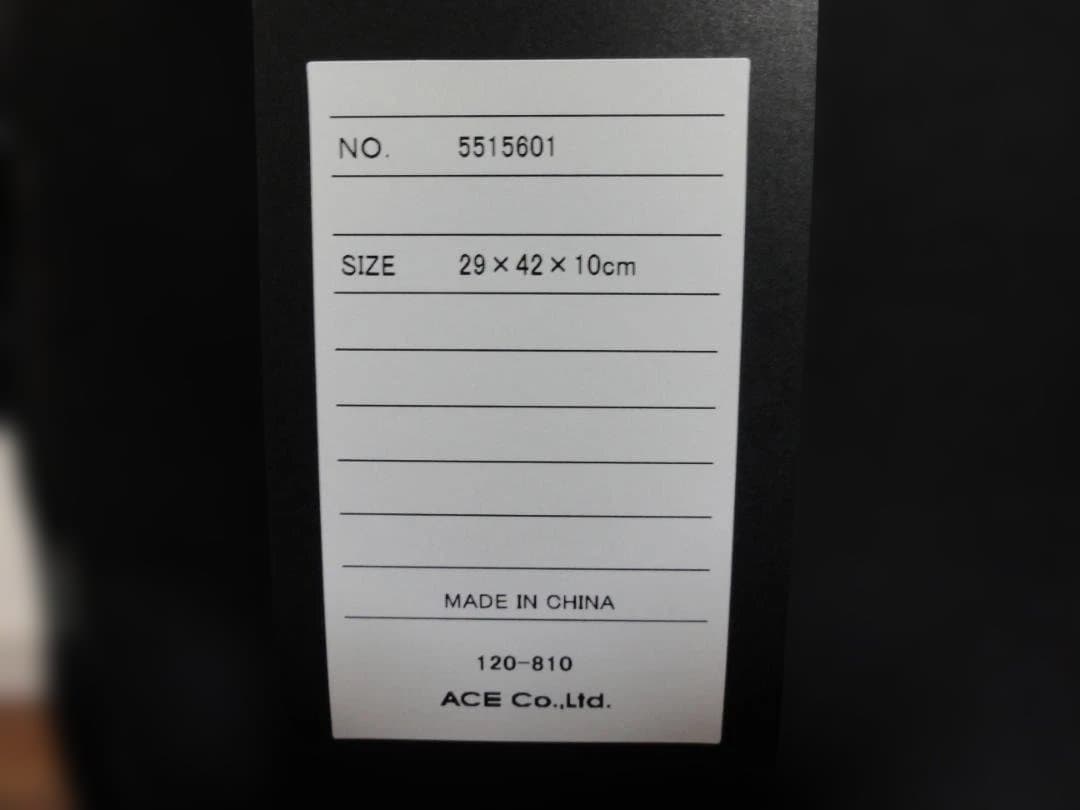 NO. 5515601
SIZE 29×42×10cm
MADE IN CHINA
120-810
ACE Co.,Ltd.